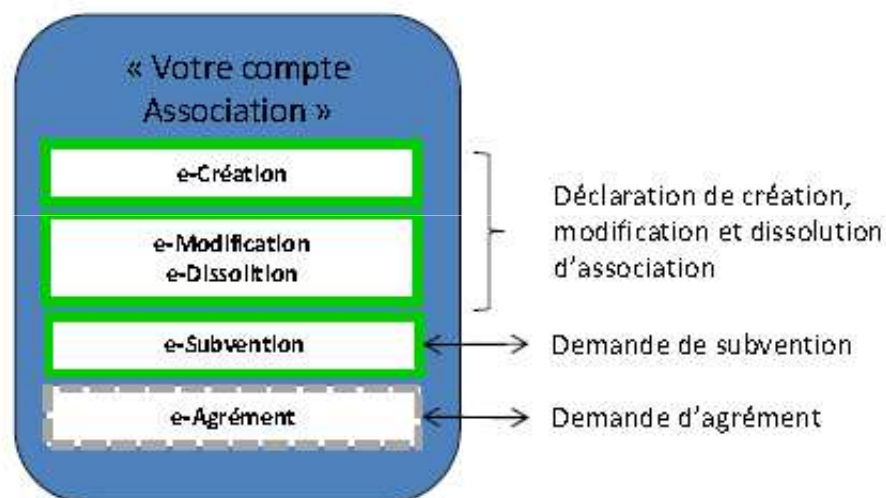 « Votre compte
Association »
e-Création
e-Modification
e-Dissolition
e-Subvention
e-Agrément
Déclaration de création,
modification et dissolution
d'association
Demande de subvention
Demande d'agrément